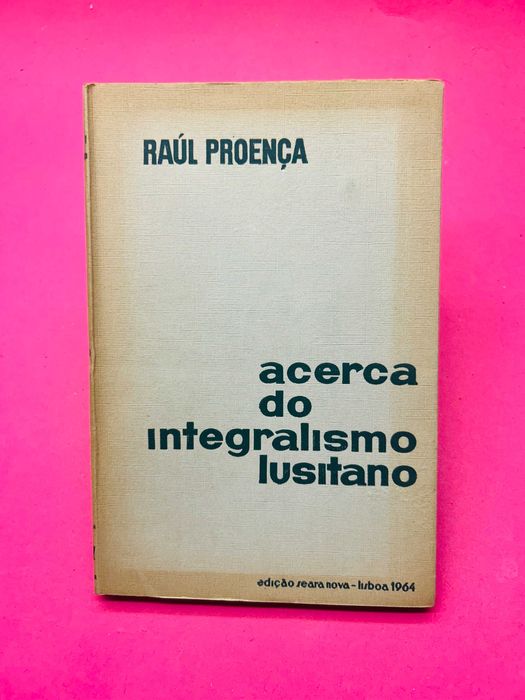 RAÚL PROENÇA
acerca
do
integralismo
lusitano
edição seara nova - lisboa 1964